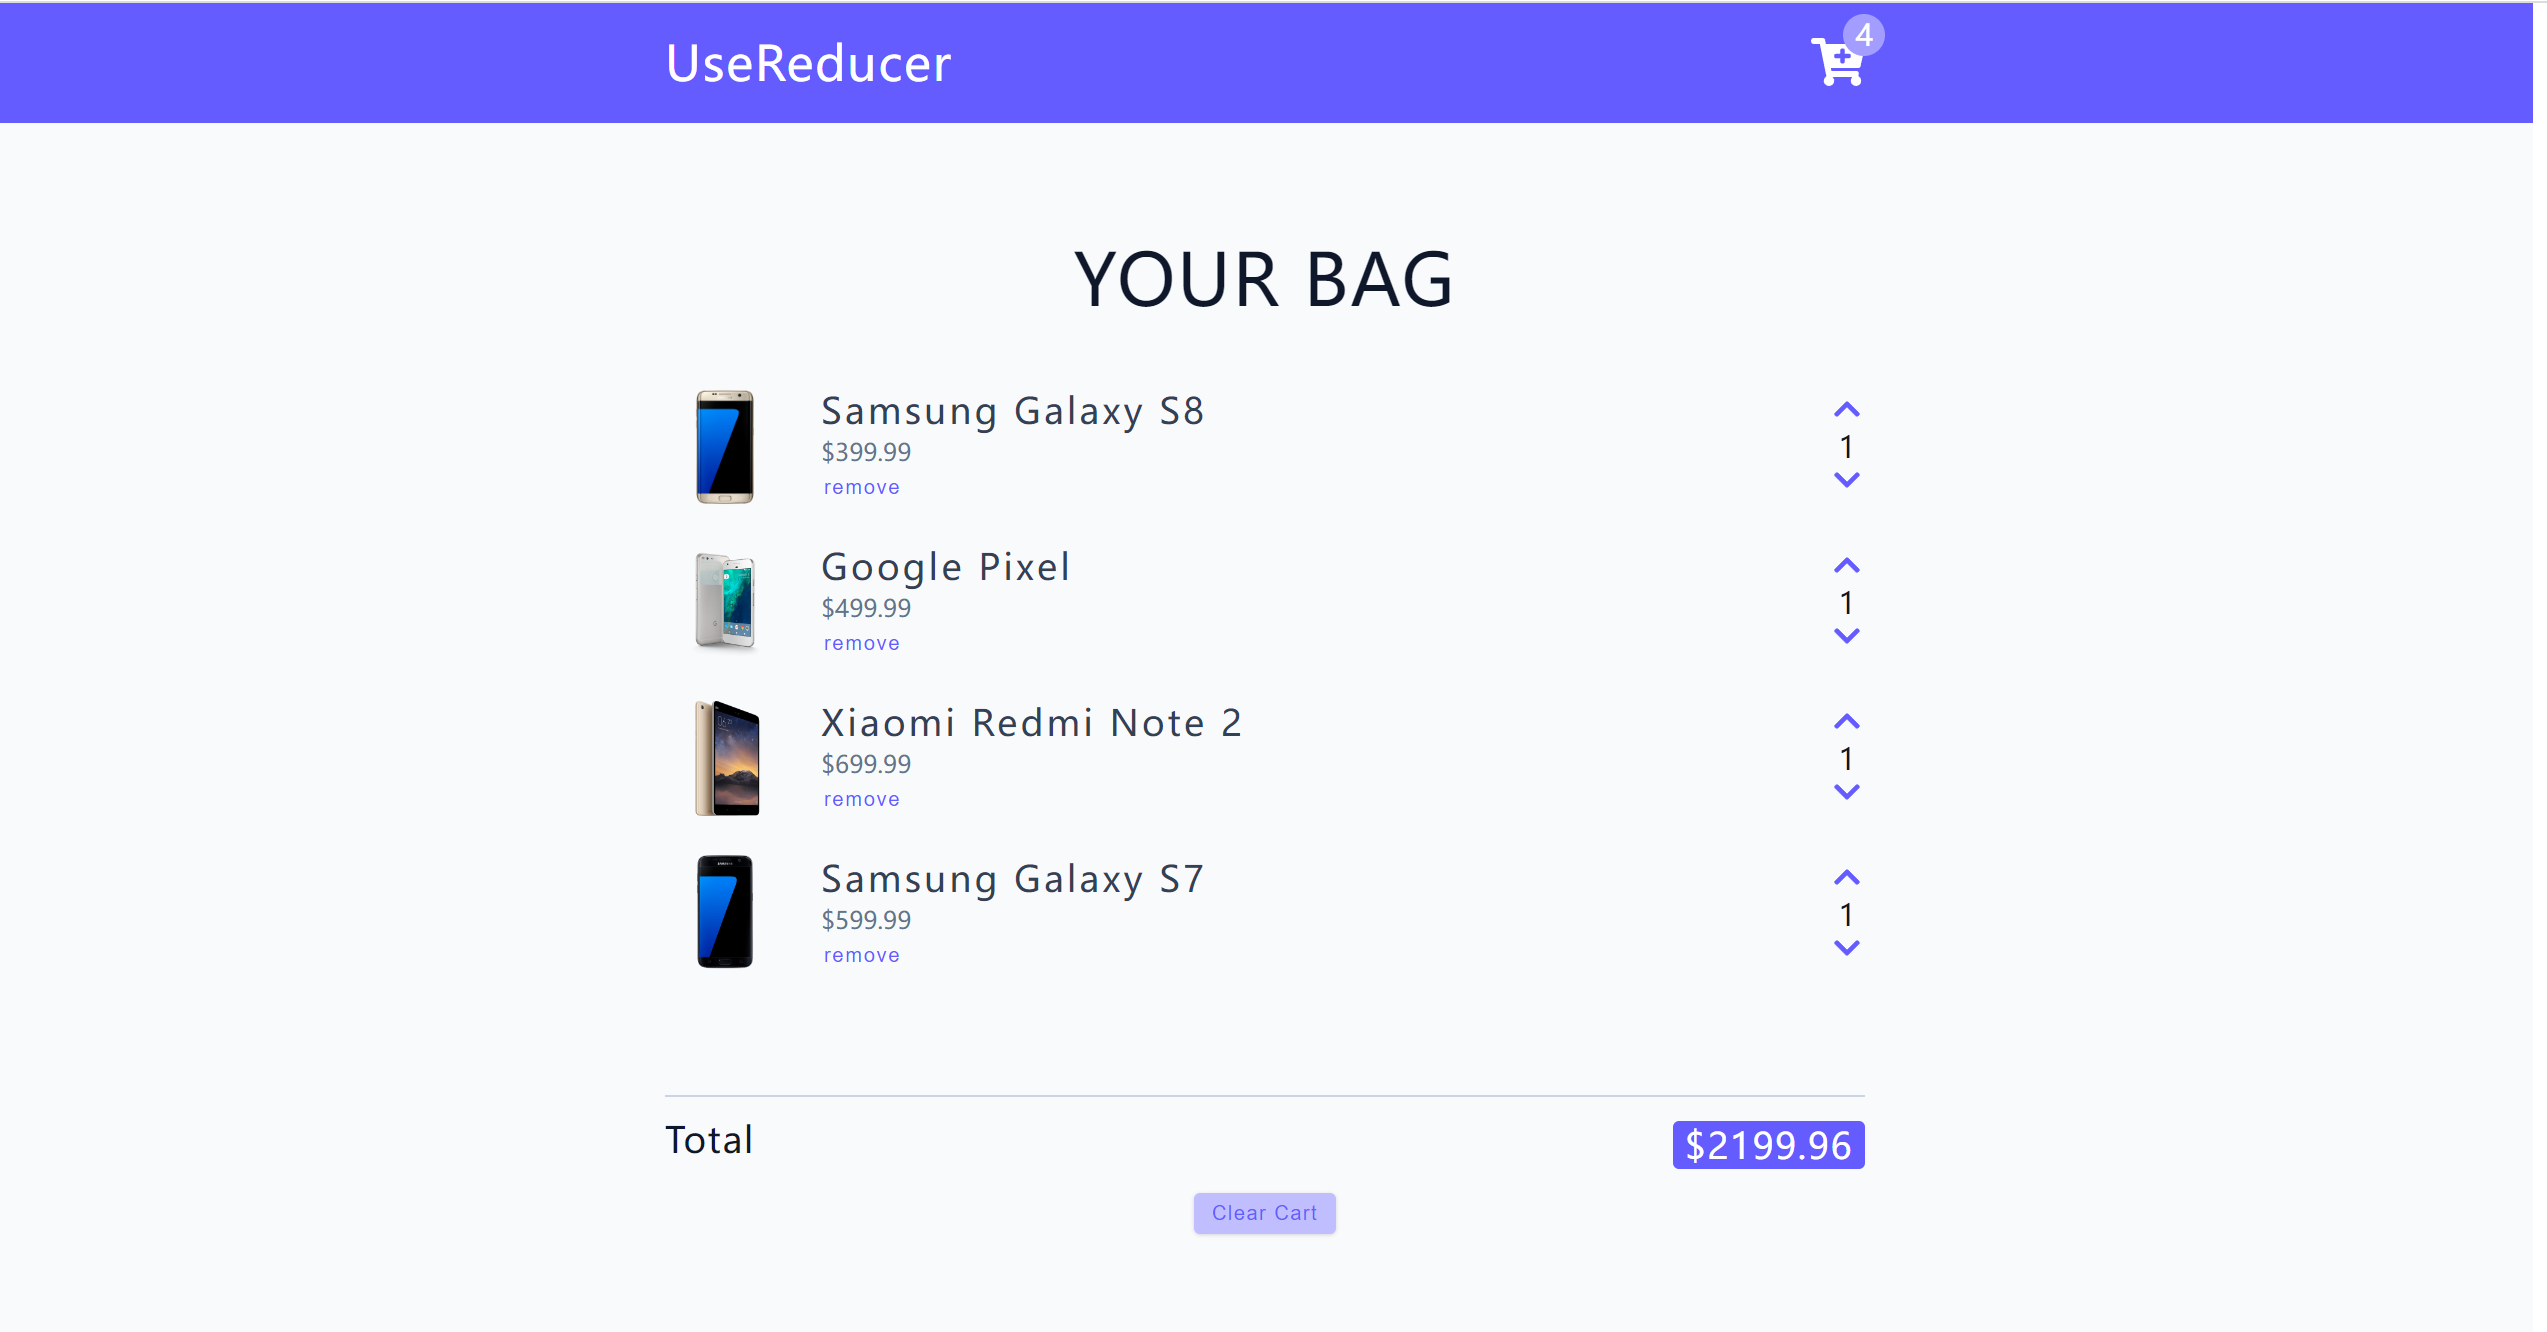 UseReducer
4
YOUR BAG
Samsung Galaxy S8
$399.99
remove
1
Google Pixel
$499.99
remove
1
Xiaomi Redmi Note 2
$699.99
remove
1
Samsung Galaxy S7
$599.99
remove
1
Total
$2199.96
Clear Cart